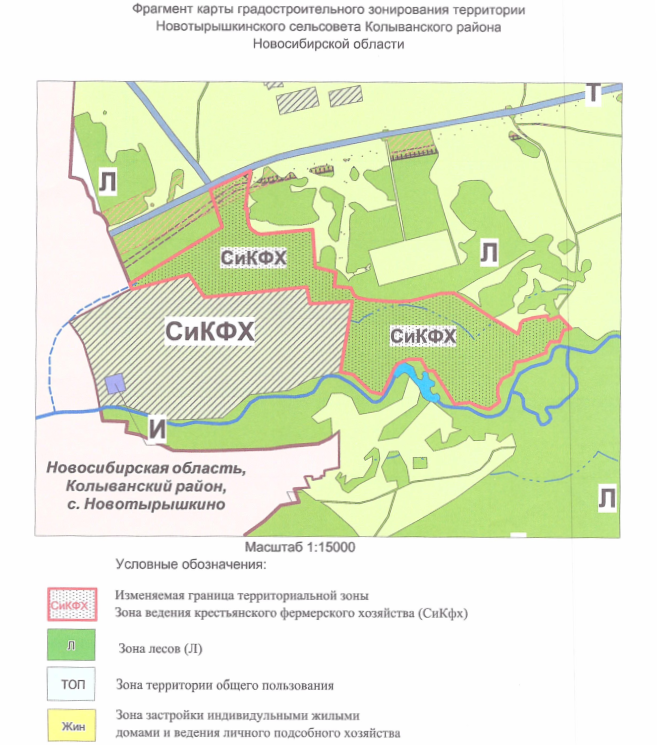 Фрагмент карты градостроительного зонирования территории
Новотырышкинского сельсовета Колыванского района
Новосибирской области
Т
Л
СиКФХ
Л
СиКФХ
СиКФХ
И
Новосибирская область,
Колыванский район,
с. Новотырышкино
Л
Масштаб 1:15000
Условные обозначения:
СиКФХ
Изменяемая граница территориальной зоны
Зона ведения крестьянского фермерского хозяйства (СиКфх)
Л
Зона лесов (Л)
ТОП
Зона территории общего пользования
Жин
Зона застройки индивидульными жилыми
домами и ведения личного подсобного хозяйства